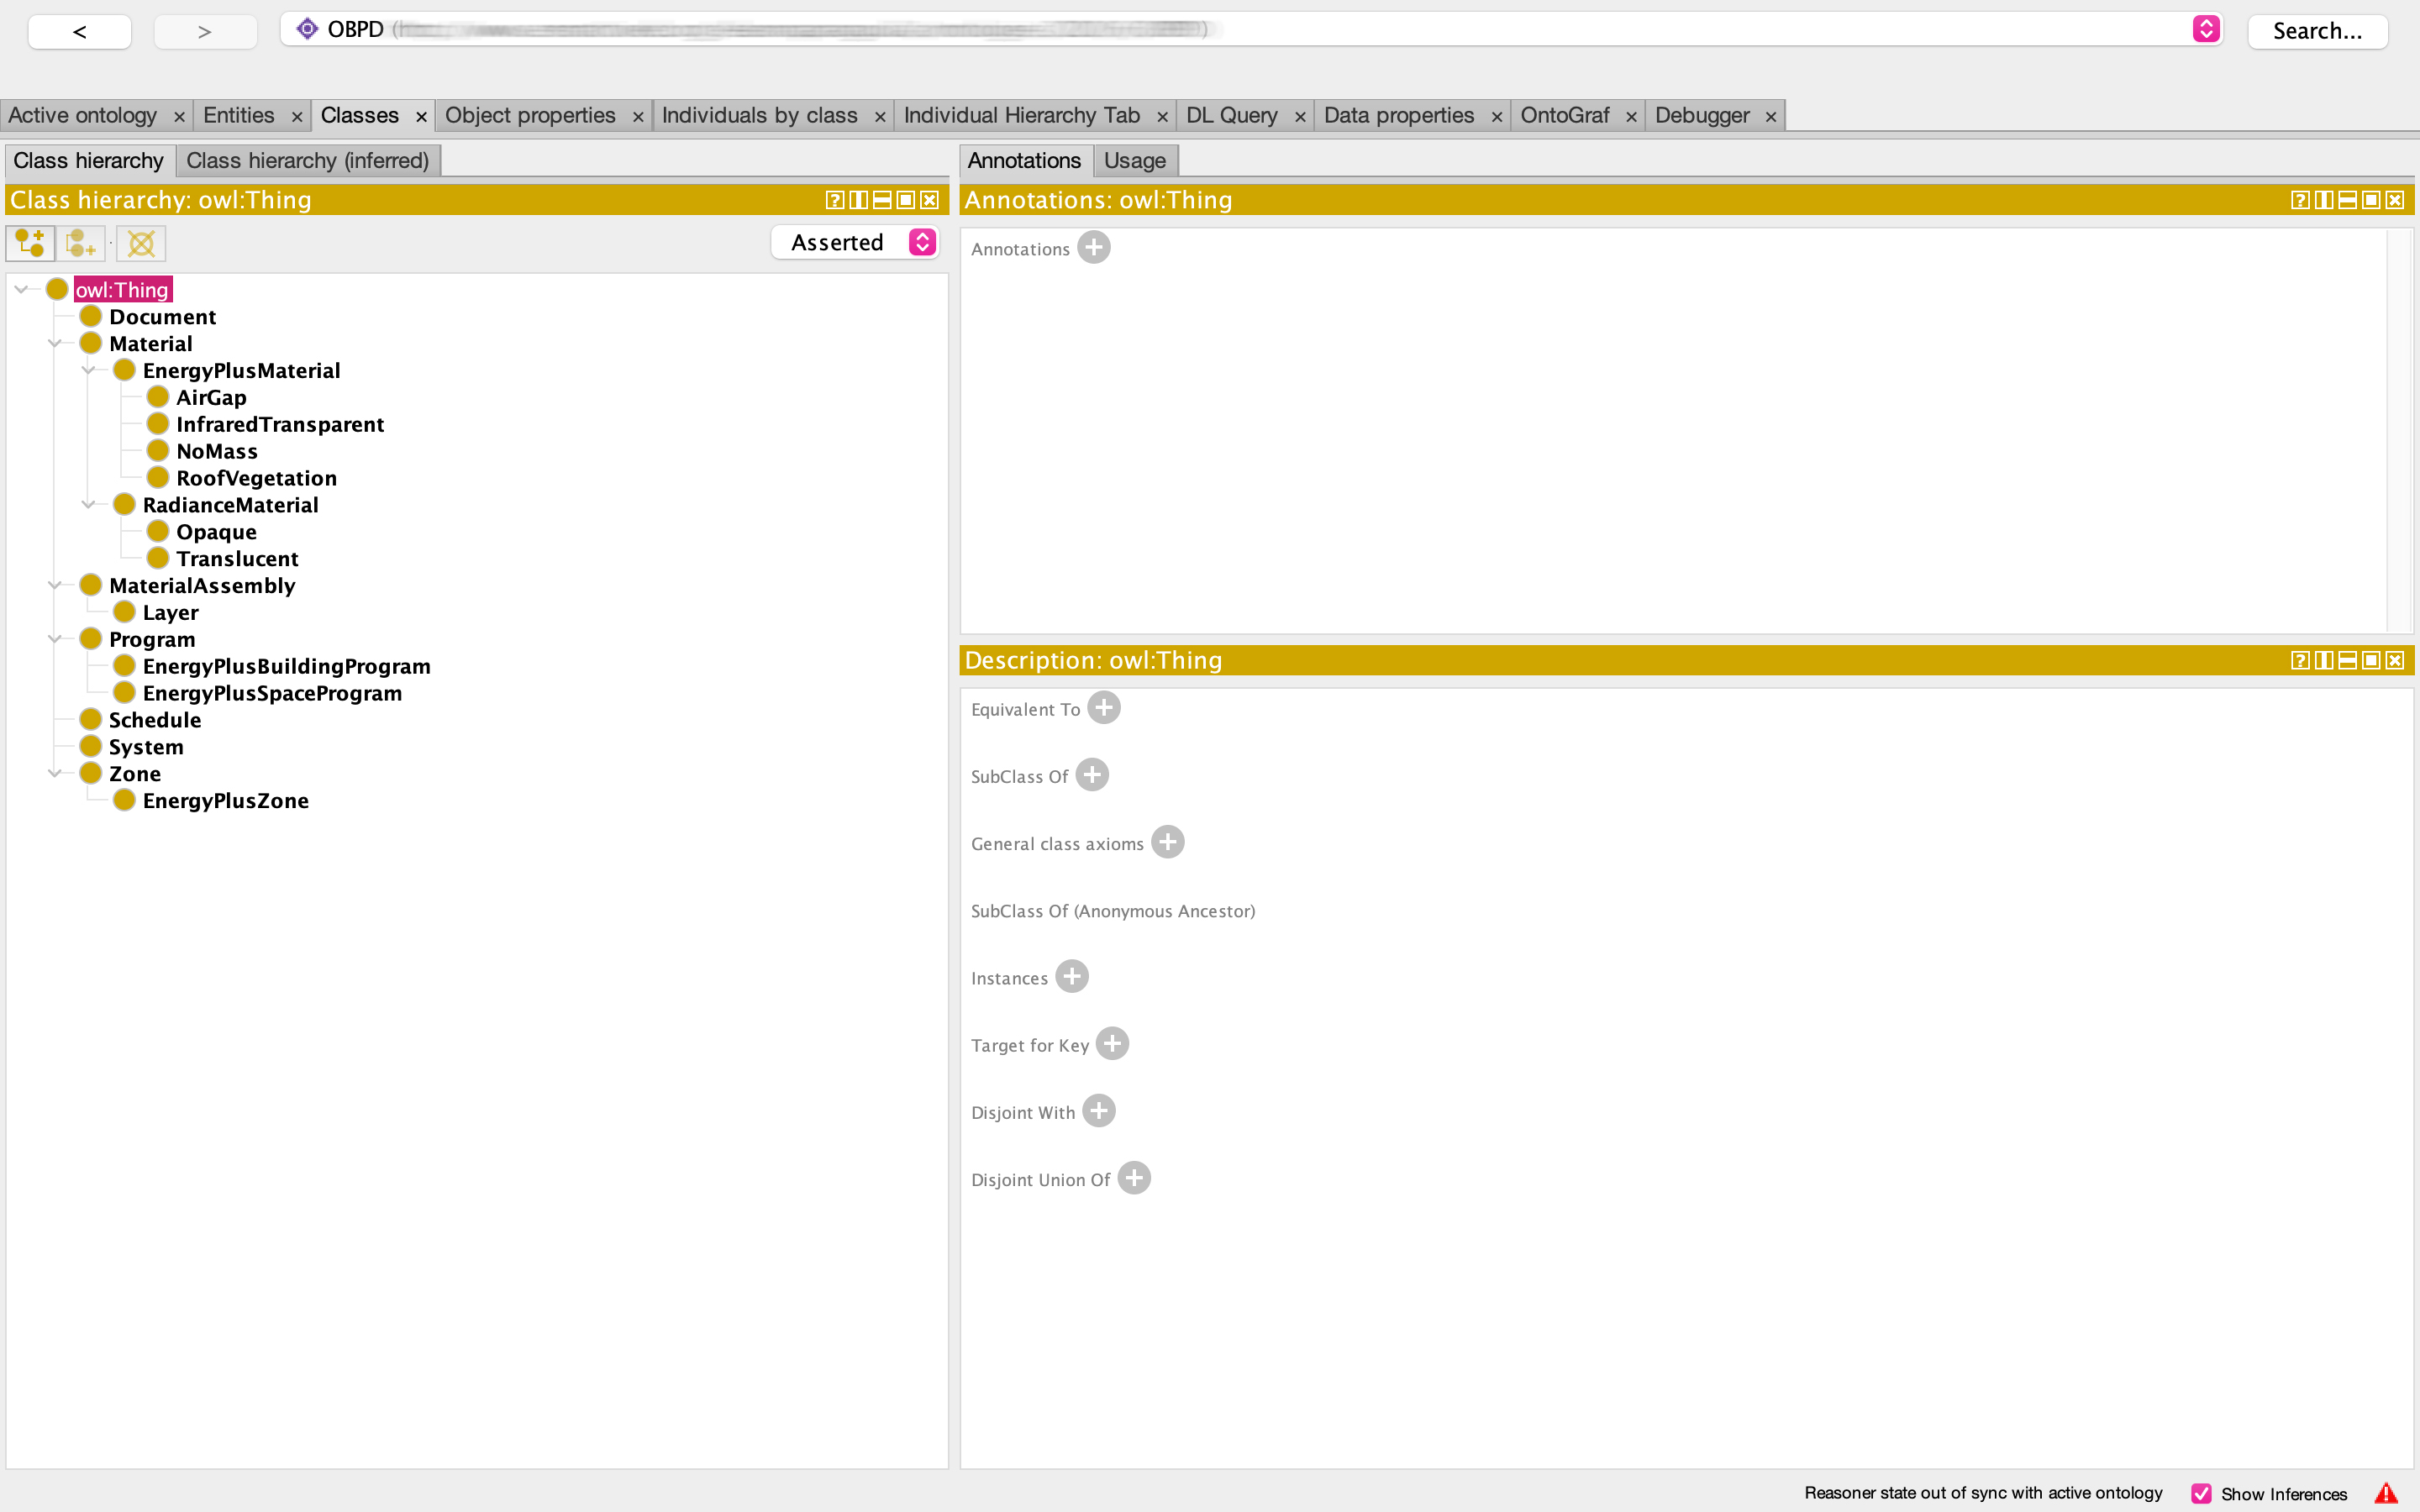 <
>
OBPD
Search...
Active ontology × Entities × Classes × Object properties × Individuals by class × Individual Hierarchy Tab × DL Query × Data properties × OntoGraf × Debugger ×
Class hierarchy Class hierarchy (inferred)
Class hierarchy: owl:Thing
Asserted
owl:Thing
Document
Material
EnergyPlusMaterial
AirGap
InfraredTransparent
NoMass
RoofVegetation
RadianceMaterial
Opaque
Translucent
MaterialAssembly
Layer
Program
EnergyPlusBuildingProgram
EnergyPlusSpaceProgram
Schedule
System
Zone
EnergyPlusZone
Annotations Usage
Annotations: owl:Thing
Annotations
Description: owl:Thing
Equivalent To
SubClass Of
General class axioms
SubClass Of (Anonymous Ancestor)
Instances
Target for Key
Disjoint With
Disjoint Union Of
Reasoner state out of sync with active ontology Show Inferences